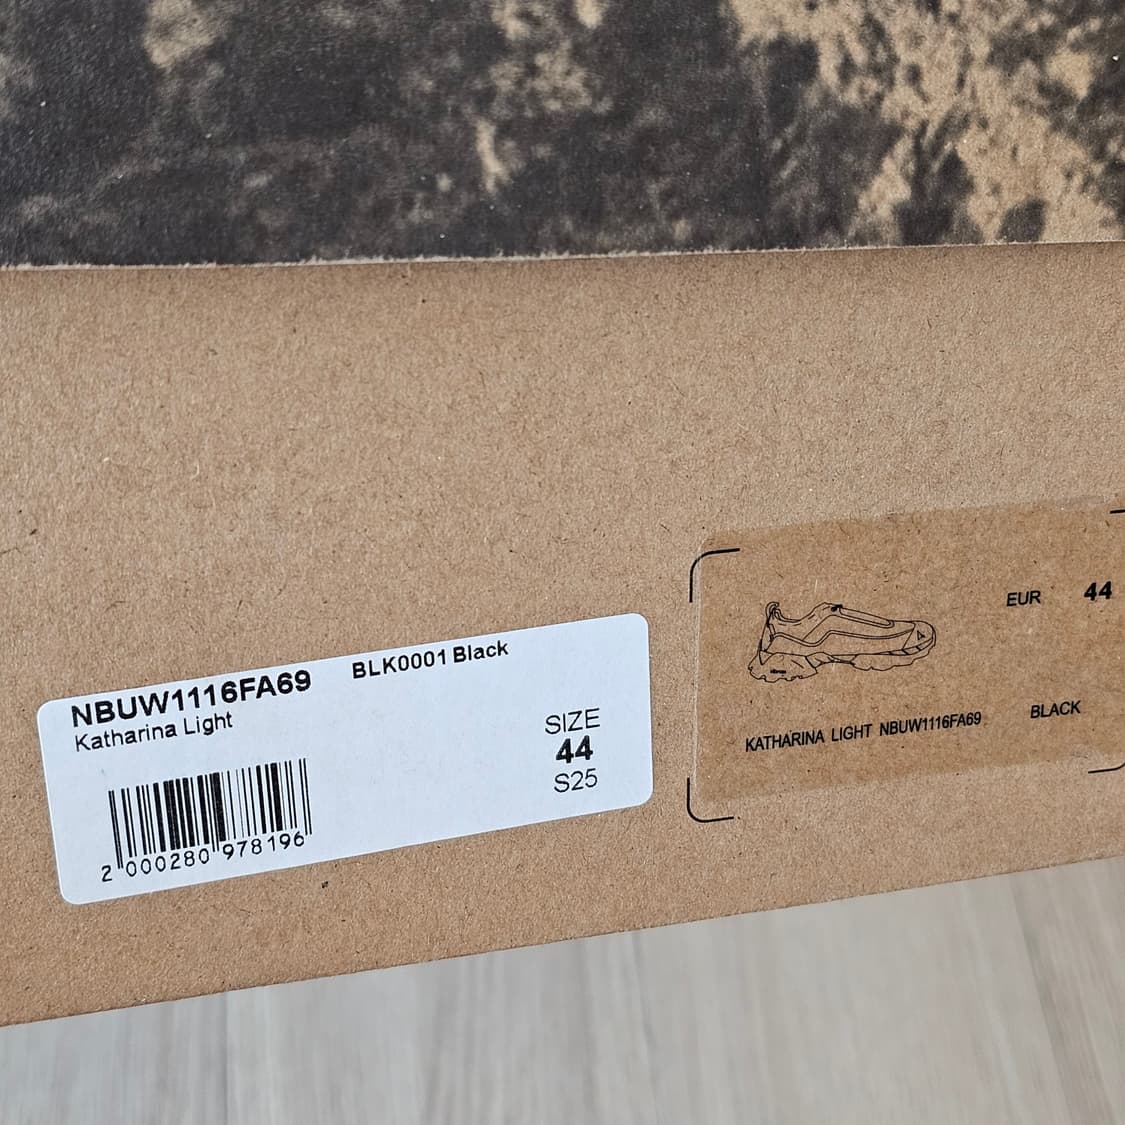 NBUW1116FA69 BLK0001 Black
Katharina Light
SIZE
44
S25
2 000280 978196
EUR 44
KATHARINA LIGHT NBUW1116FA69 BLACK